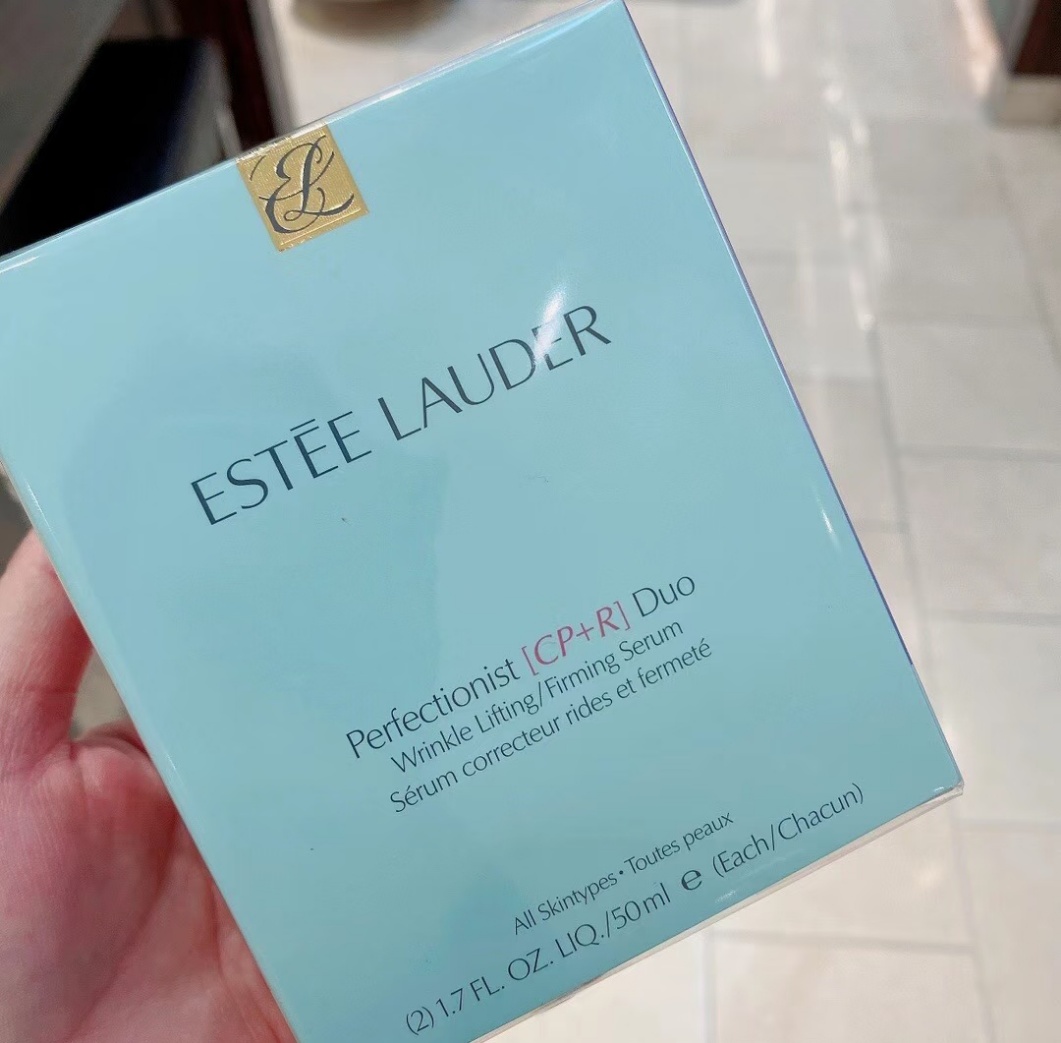 EL
ESTĒE LAUDER
Perfectionist [CP+R] Duo
Wrinkle Lifting/Firming Serum
Sérum correcteur rides et fermeté
All Skintypes • Toutes peaux
(2) 1.7 FL. OZ. LIQ./50 ml ℮ (Each/Chacun)